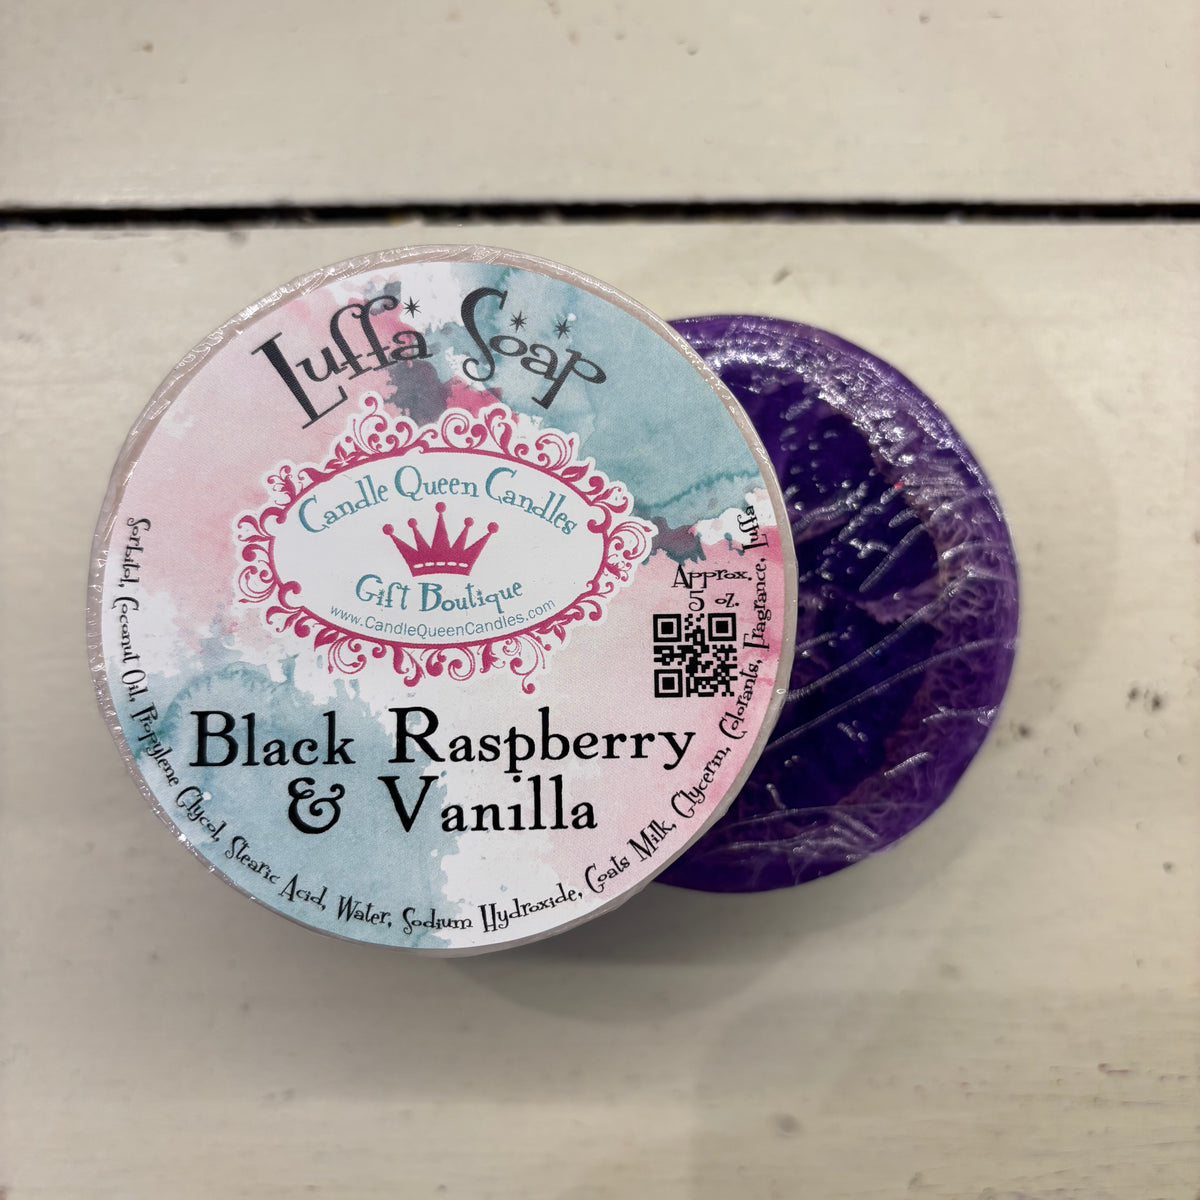 Luffa Soap
Candle Queen Candles
Gift Boutique
www.CandleQueenCandles.com
Approx.
5 oz.
Black Raspberry
& Vanilla
Sorbitol, Coconut Oil, Propylene Glycol, Stearic Acid, Water, Sodium Hydroxide, Goats Milk, Glycerin, Colorants, Fragrance, Luffa